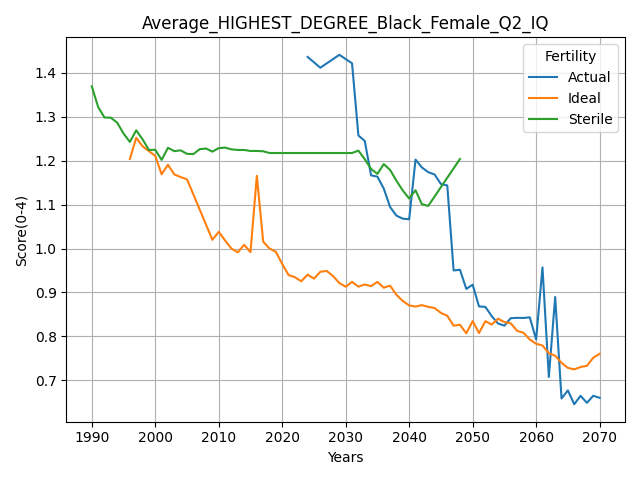 Average_HIGHEST_DEGREE_Black_Female_Q2_IQ
Fertility
Actual
Ideal
Sterile
Score(0-4)
1.4
1.3
1.2
1.1
1.0
0.9
0.8
0.7
1990 2000 2010 2020 2030 2040 2050 2060 2070
Years